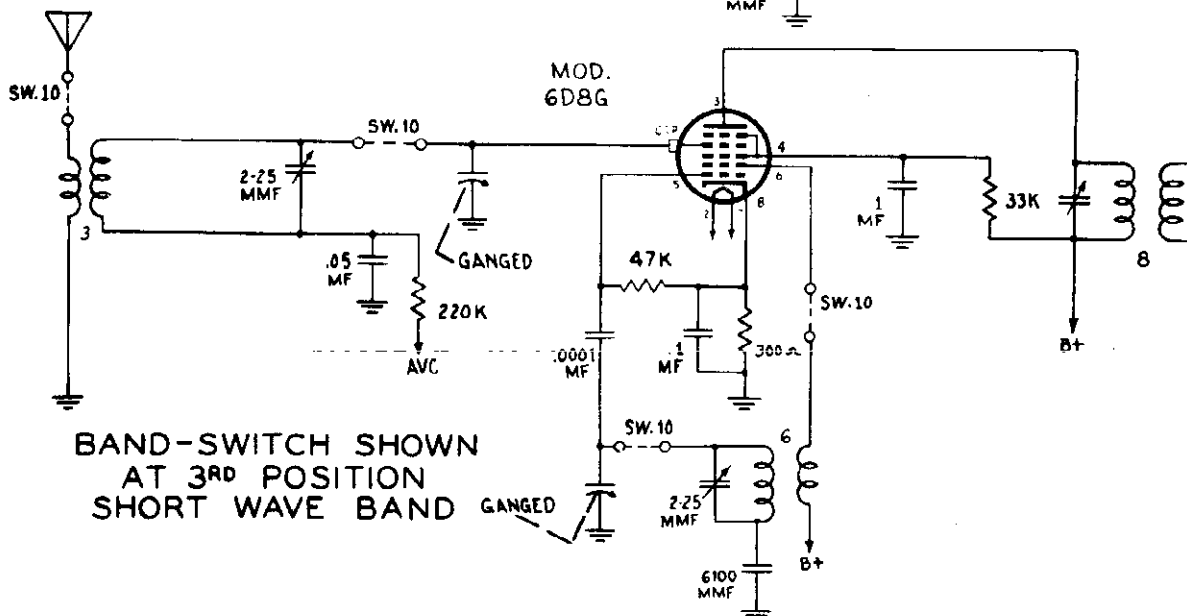 MMF
SW.10
MOD.
6D8G
SW.10
3
4
2-25
MMF
5
6
2
8
1
MF
33K
3
.05
MF
GANGED
47K
8
220K
SW.10
AVC
.0001
MF
.1
MF
300Ω
B+
BAND-SWITCH SHOWN
AT 3RD POSITION
SHORT WAVE BAND
SW.10
6
GANGED
2-25
MMF
B+
6100
MMF